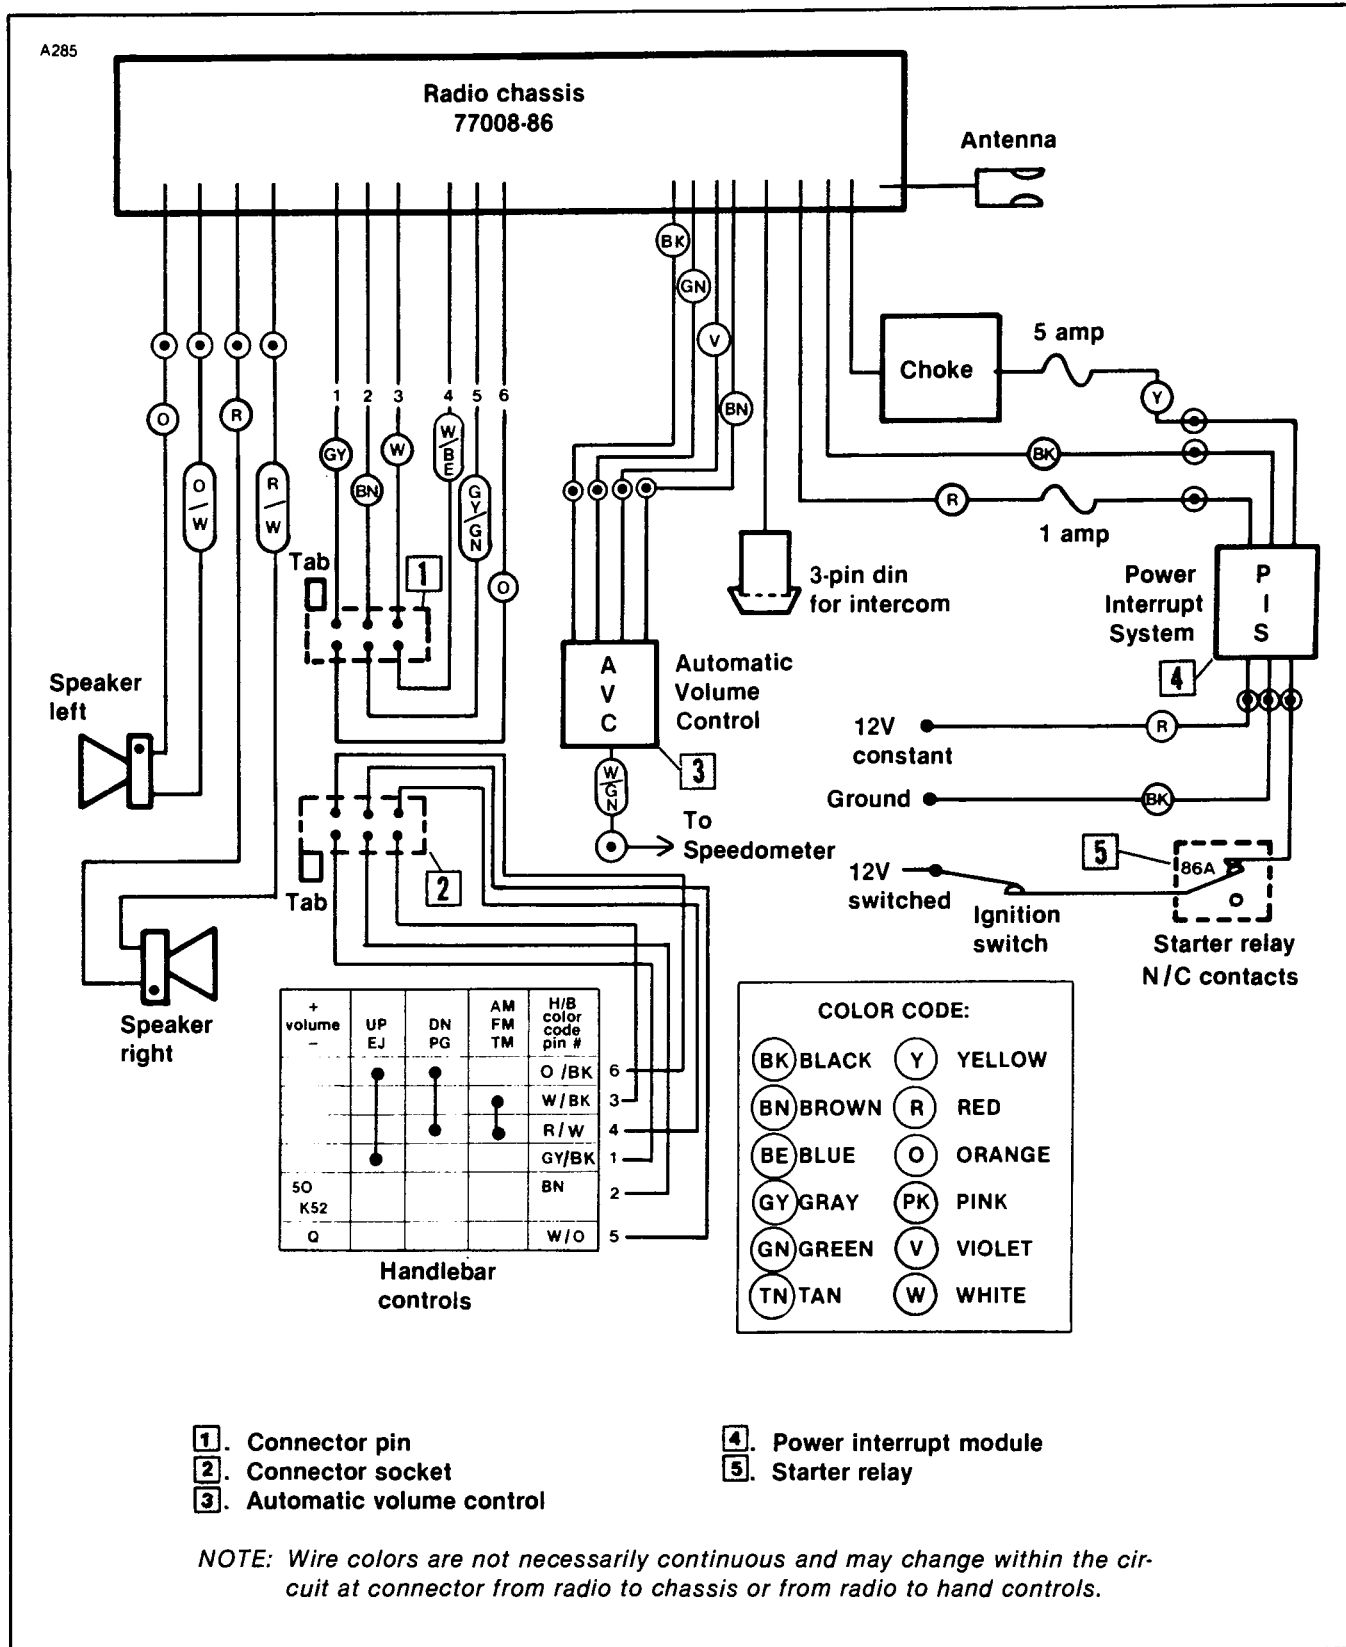 A285
Radio chassis
77008-86
Antenna
BK
GN
V
BN
5 amp
Choke
Y
1 2 3 4 5 6
O
O/W
R
R/W
GY
BN
W
W/BE
GY/GN
O
BK
R
1 amp
Tab
1
3-pin din
for intercom
Power
Interrupt
System
P
I
S
4
Speaker
left
A
V
C
Automatic
Volume
Control
3
W/GN
To
Speedometer
12V
constant
R
Ground
BK
5
86A
12V
switched
Ignition
switch
Starter relay
N/C contacts
2
Tab
Speaker
right
+
volume
–
UP
EJ
DN
PG
AM
FM
TM
H/B
color
code
pin #
O/BK 6
W/BK 3
R/W 4
GY/BK 1
50
K52
BN 2
Q
W/O 5
Handlebar
controls
COLOR CODE:
BK BLACK Y YELLOW
BN BROWN R RED
BE BLUE O ORANGE
GY GRAY PK PINK
GN GREEN V VIOLET
TN TAN W WHITE
1. Connector pin
2. Connector socket
3. Automatic volume control
4. Power interrupt module
5. Starter relay
NOTE: Wire colors are not necessarily continuous and may change within the cir-
cuit at connector from radio to chassis or from radio to hand controls.